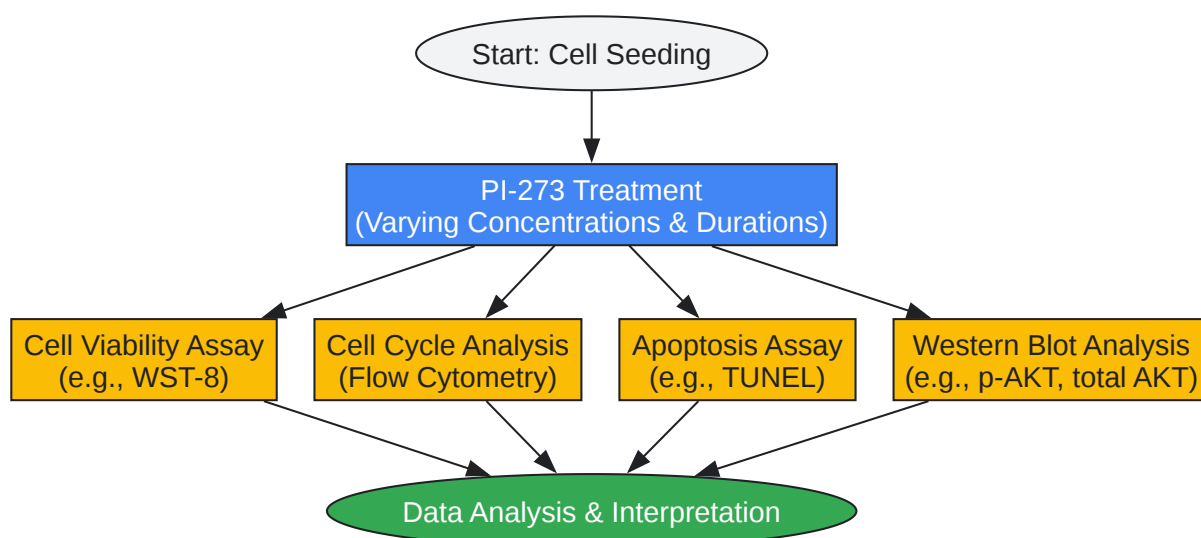 Start: Cell Seeding
PI-273 Treatment
(Varying Concentrations & Durations)
Cell Viability Assay
(e.g., WST-8)
Cell Cycle Analysis
(Flow Cytometry)
Apoptosis Assay
(e.g., TUNEL)
Western Blot Analysis
(e.g., p-AKT, total AKT)
Data Analysis & Interpretation